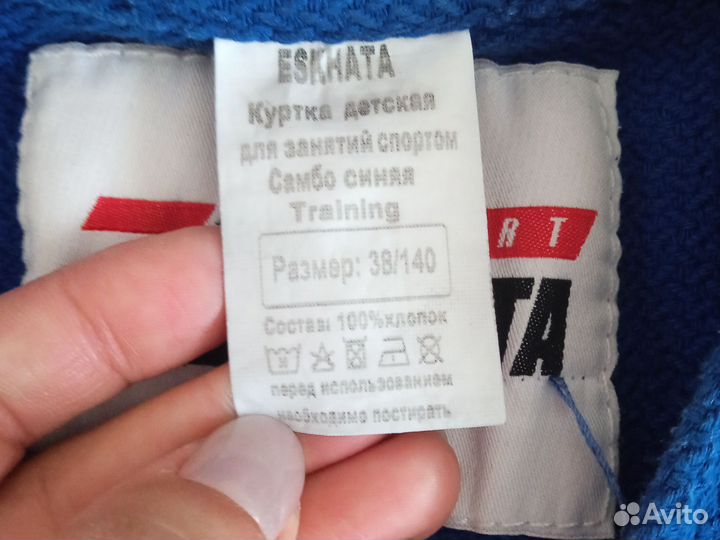 ESKHATA
Куртка детская
для занятий спортом
Самбо синяя
Training
Размер: 38/140
Состав: 100%хлопок
перед использованием
необходимо постирать
ART
TA
Avito